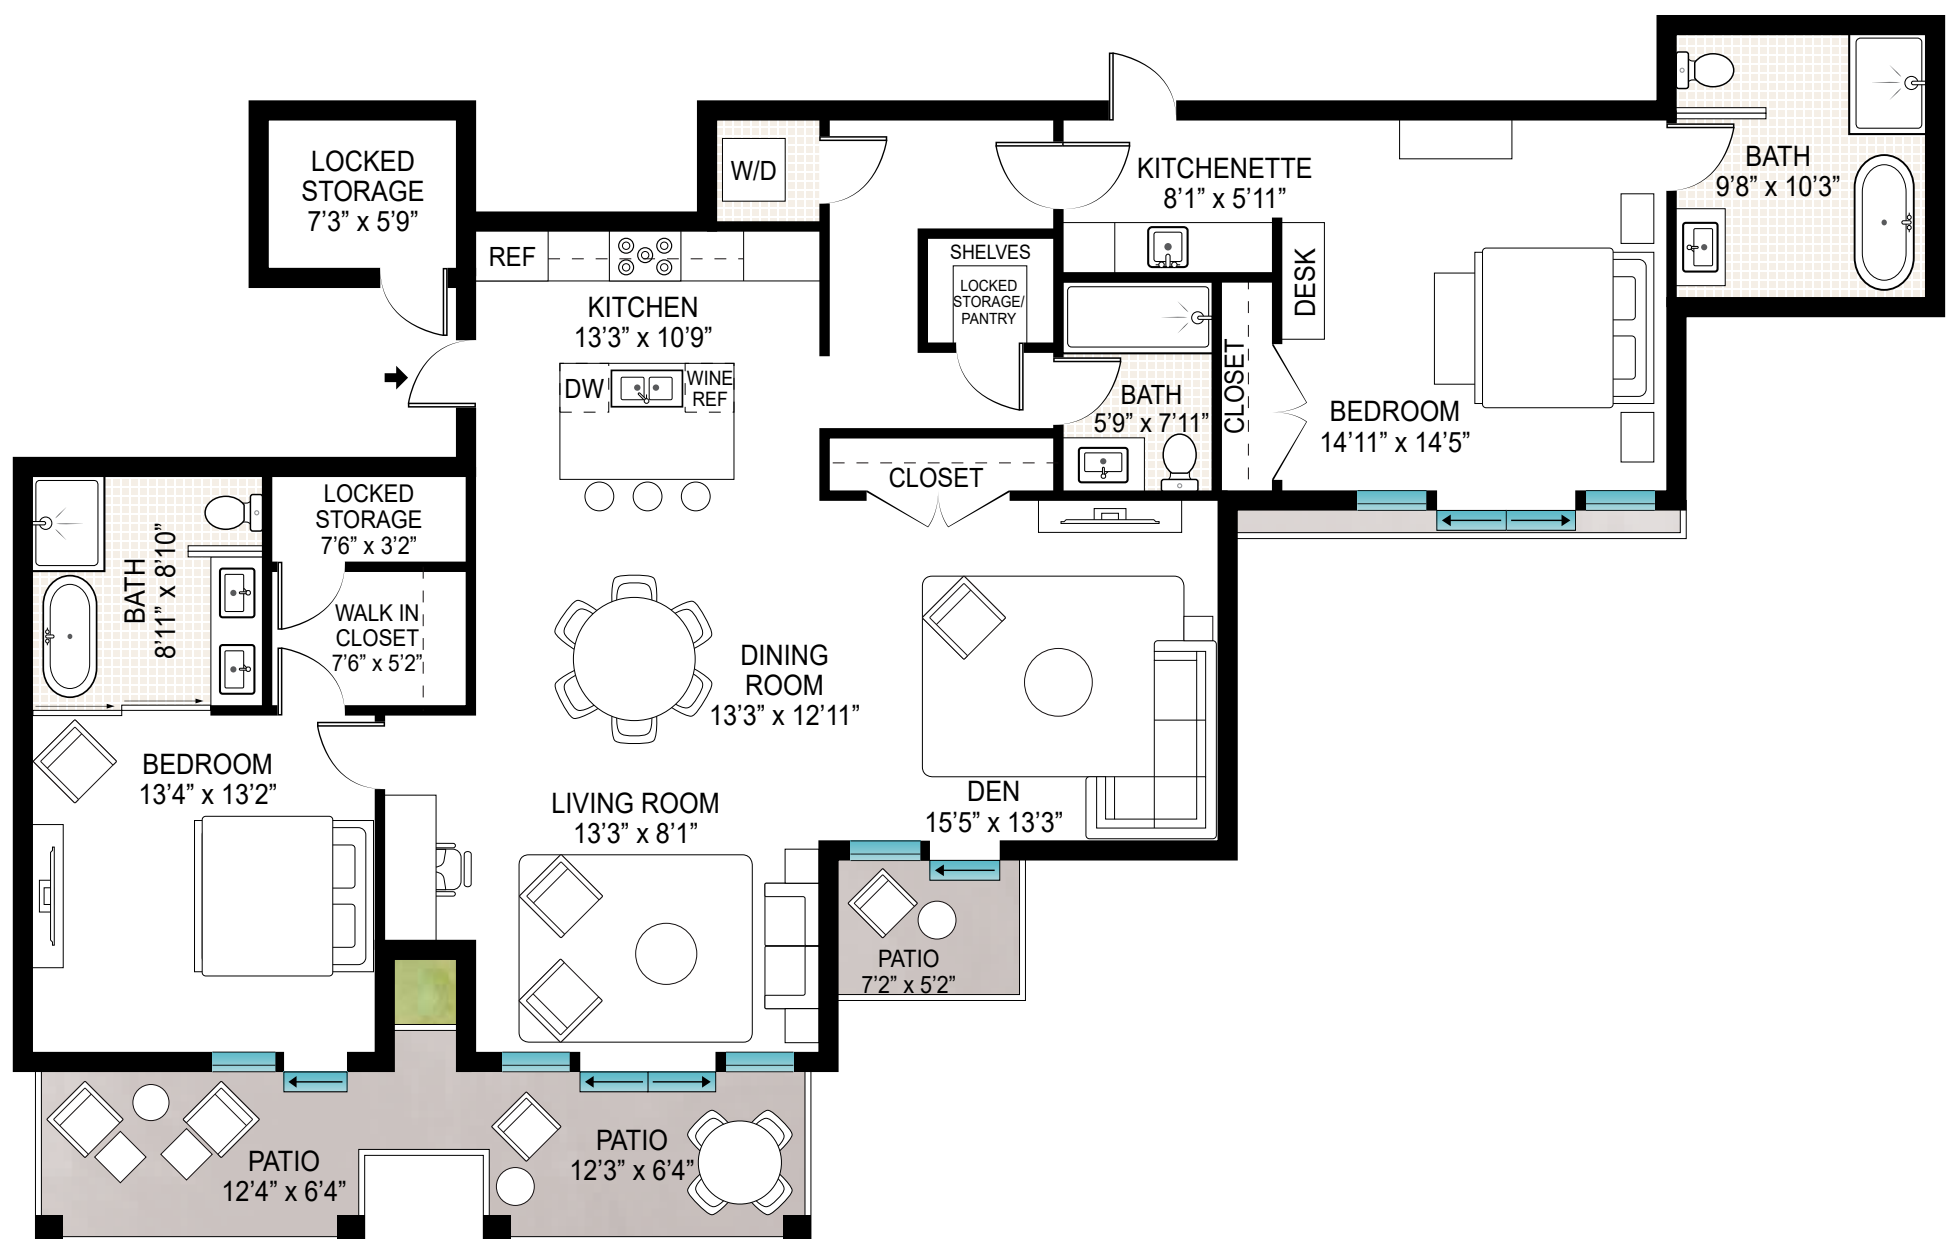 LOCKED
STORAGE
7’3” x 5’9”
W/D
KITCHENETTE
8’1” x 5’11”
BATH
9’8” x 10’3”
REF
SHELVES
LOCKED
STORAGE/
PANTRY
DESK
KITCHEN
13’3” x 10’9”
DW
WINE
REF
BATH
5’9” x 7’11”
CLOSET
BEDROOM
14’11” x 14’5”
CLOSET
LOCKED
STORAGE
7’6” x 3’2”
BATH
8’11” x 8’10”
WALK IN
CLOSET
7’6” x 5’2”
DINING
ROOM
13’3” x 12’11”
BEDROOM
13’4” x 13’2”
LIVING ROOM
13’3” x 8’1”
DEN
15’5” x 13’3”
PATIO
7’2” x 5’2”
PATIO
12’4” x 6’4”
PATIO
12’3” x 6’4”